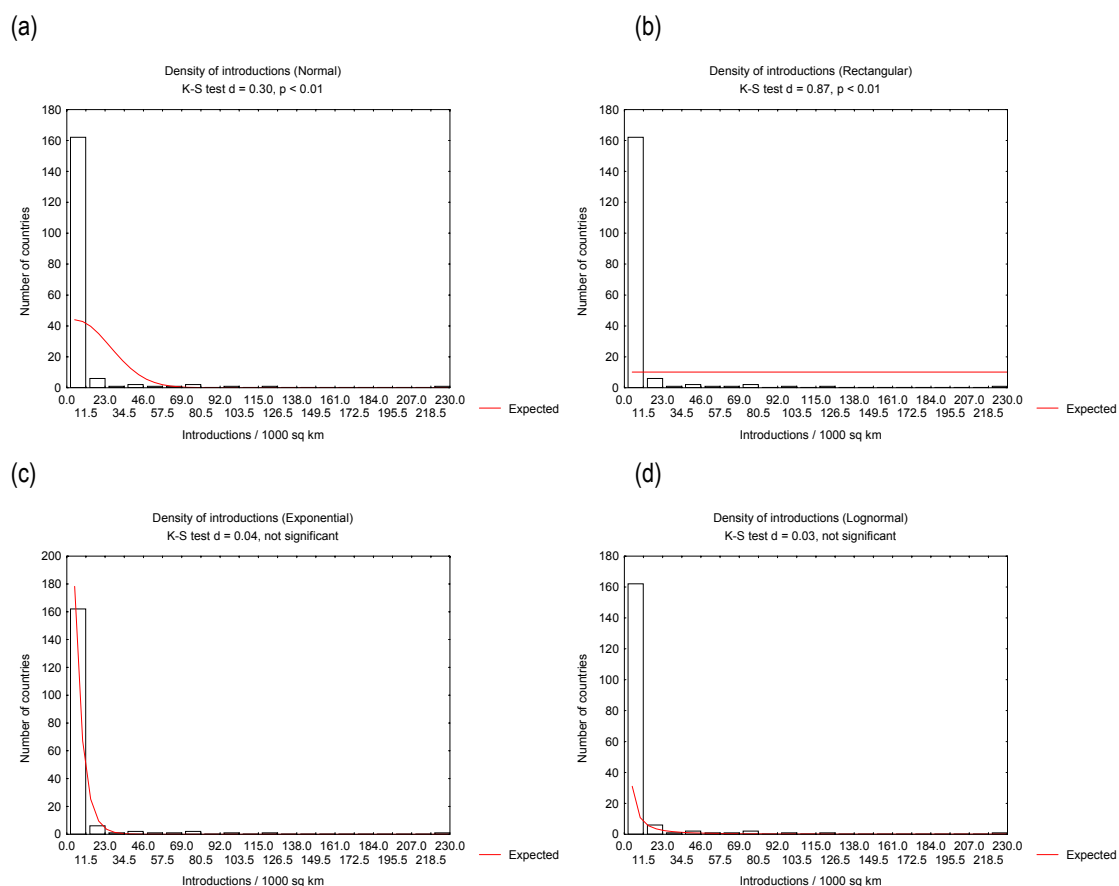 (a)
Density of introductions (Normal)
K-S test d = 0.30, p < 0.01
180
160
140
120
100
80
60
40
20
0
Number of countries
0.0 23.0 46.0 69.0 92.0 115.0 138.0 161.0 184.0 207.0 230.0
11.5 34.5 57.5 80.5 103.5 126.5 149.5 172.5 195.5 218.5
Introductions / 1000 sq km
Expected
(b)
Density of introductions (Rectangular)
K-S test d = 0.87, p < 0.01
180
160
140
120
100
80
60
40
20
0
Number of countries
0.0 23.0 46.0 69.0 92.0 115.0 138.0 161.0 184.0 207.0 230.0
11.5 34.5 57.5 80.5 103.5 126.5 149.5 172.5 195.5 218.5
Introductions / 1000 sq km
Expected
(c)
Density of introductions (Exponential)
K-S test d = 0.04, not significant
200
180
160
140
120
100
80
60
40
20
0
Number of countries
0.0 23.0 46.0 69.0 92.0 115.0 138.0 161.0 184.0 207.0 230.0
11.5 34.5 57.5 80.5 103.5 126.5 149.5 172.5 195.5 218.5
Introductions / 1000 sq km
Expected
(d)
Density of introductions (Lognormal)
K-S test d = 0.03, not significant
180
160
140
120
100
80
60
40
20
0
Number of countries
0.0 23.0 46.0 69.0 92.0 115.0 138.0 161.0 184.0 207.0 230.0
11.5 34.5 57.5 80.5 103.5 126.5 149.5 172.5 195.5 218.5
Introductions / 1000 sq km
Expected